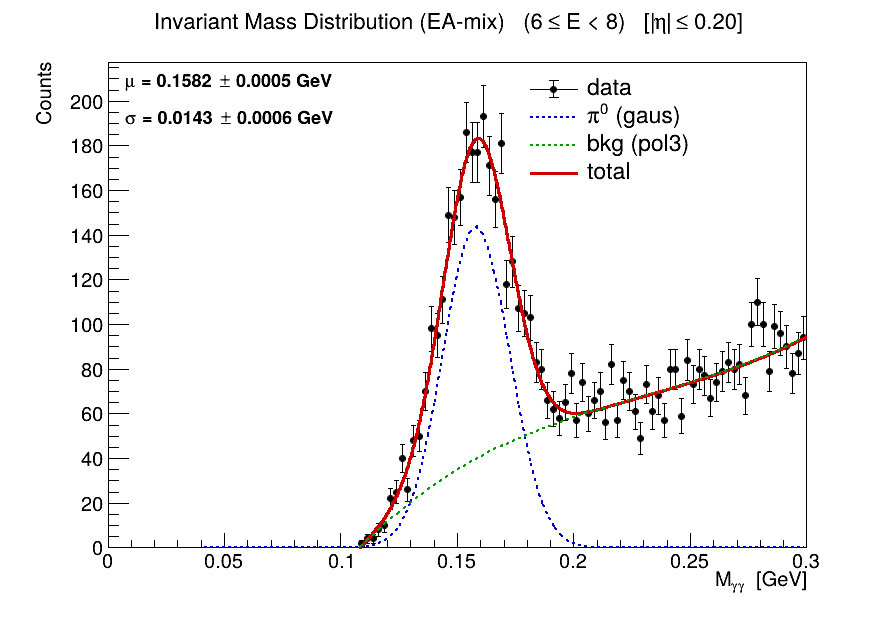 Invariant Mass Distribution (EA-mix) (6 ≤ E < 8) [|η| ≤ 0.20]
Counts
μ = 0.1582 ± 0.0005 GeV
σ = 0.0143 ± 0.0006 GeV
data
π⁰ (gaus)
bkg (pol3)
total
200
180
160
140
120
100
80
60
40
20
0
0 0.05 0.1 0.15 0.2 0.25 0.3
Mγγ [GeV]